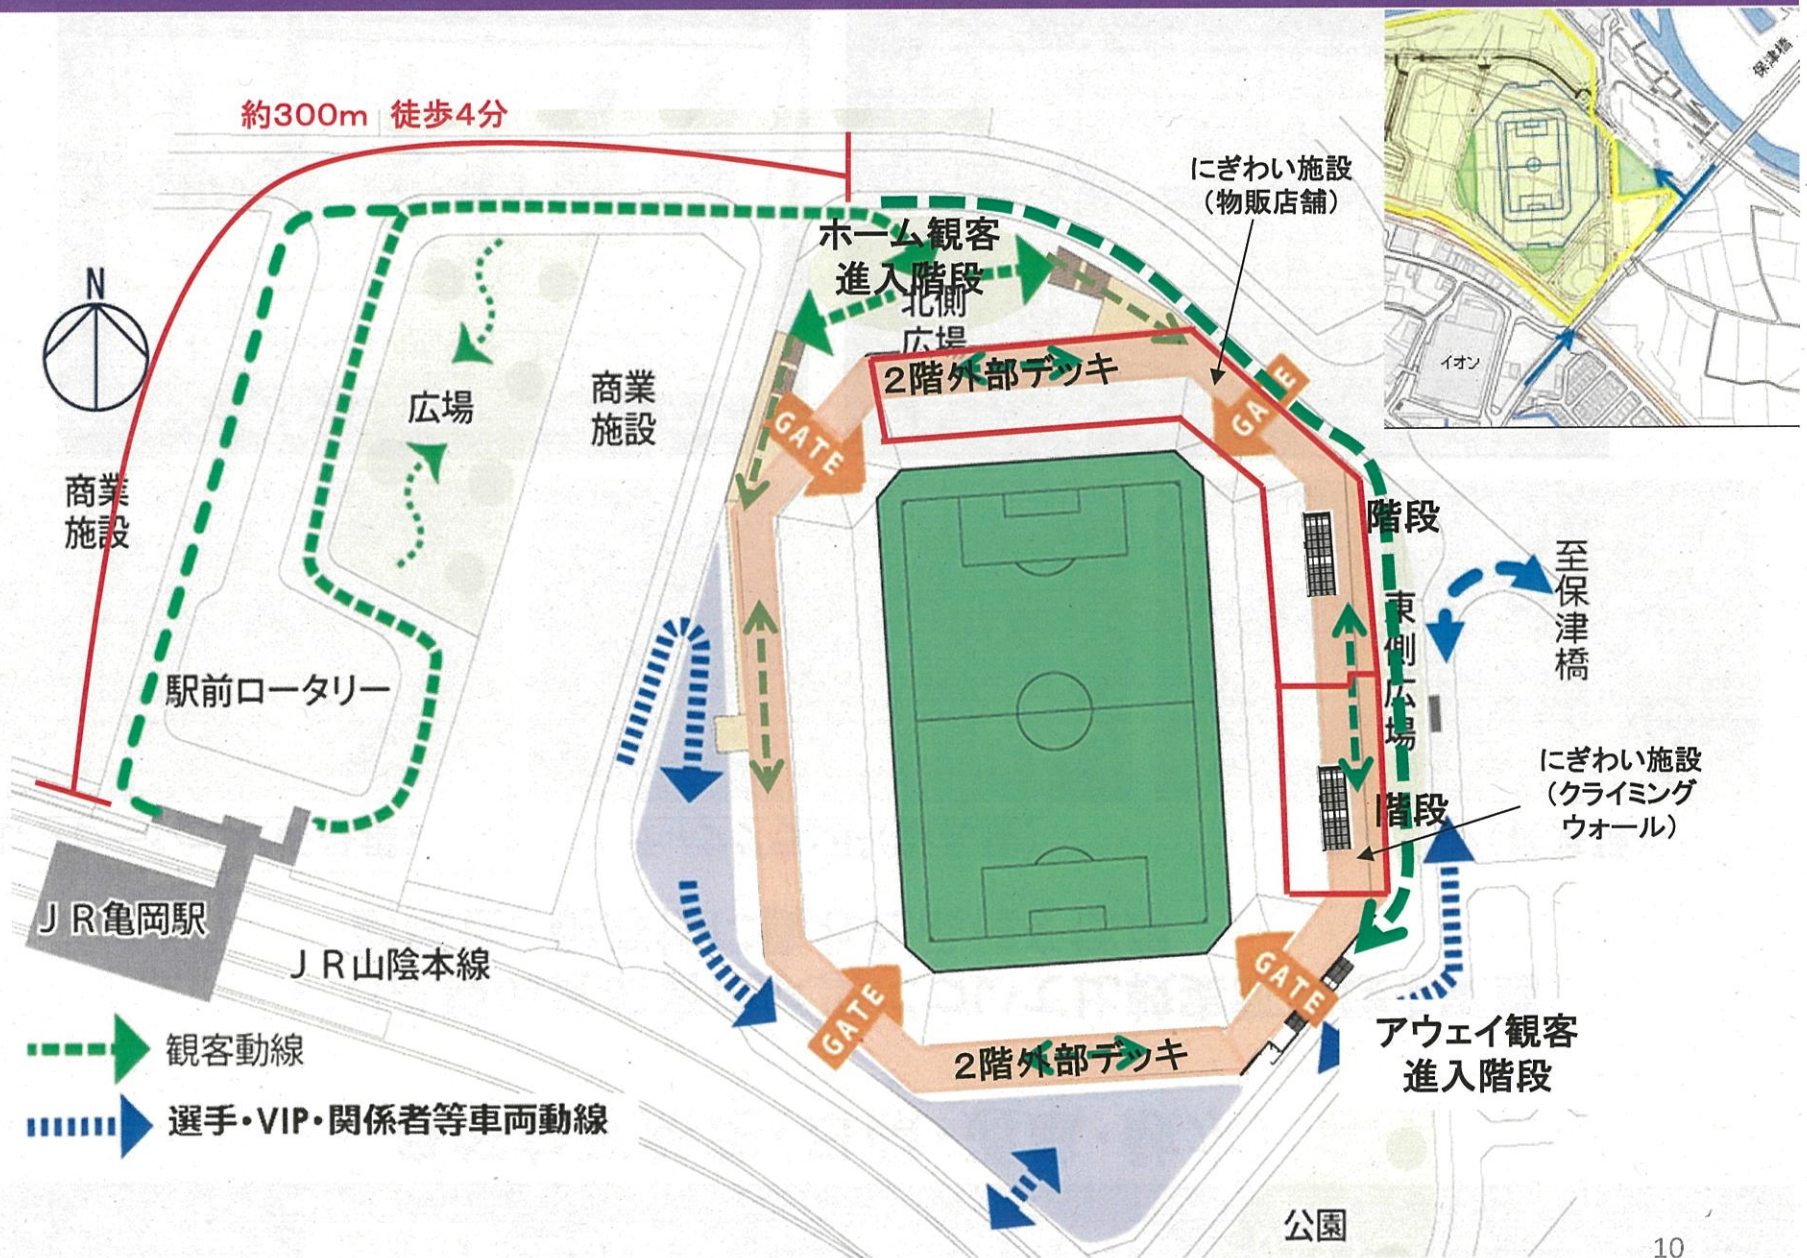 約300m 徒歩4分
保津橋
にぎわい施設
（物販店舗）
ホーム観客
進入階段
北側
広場
N
イオン
2階外部デッキ
広場
商業
施設
GATE
GATE
商業
施設
階段
至保津橋
東側広場
駅前ロータリー
にぎわい施設
（クライミング
ウォール）
階段
ＪＲ亀岡駅
ＪＲ山陰本線
GATE
GATE
2階外部デッキ
アウェイ観客
進入階段
観客動線
選手・VIP・関係者等車両動線
公園
10